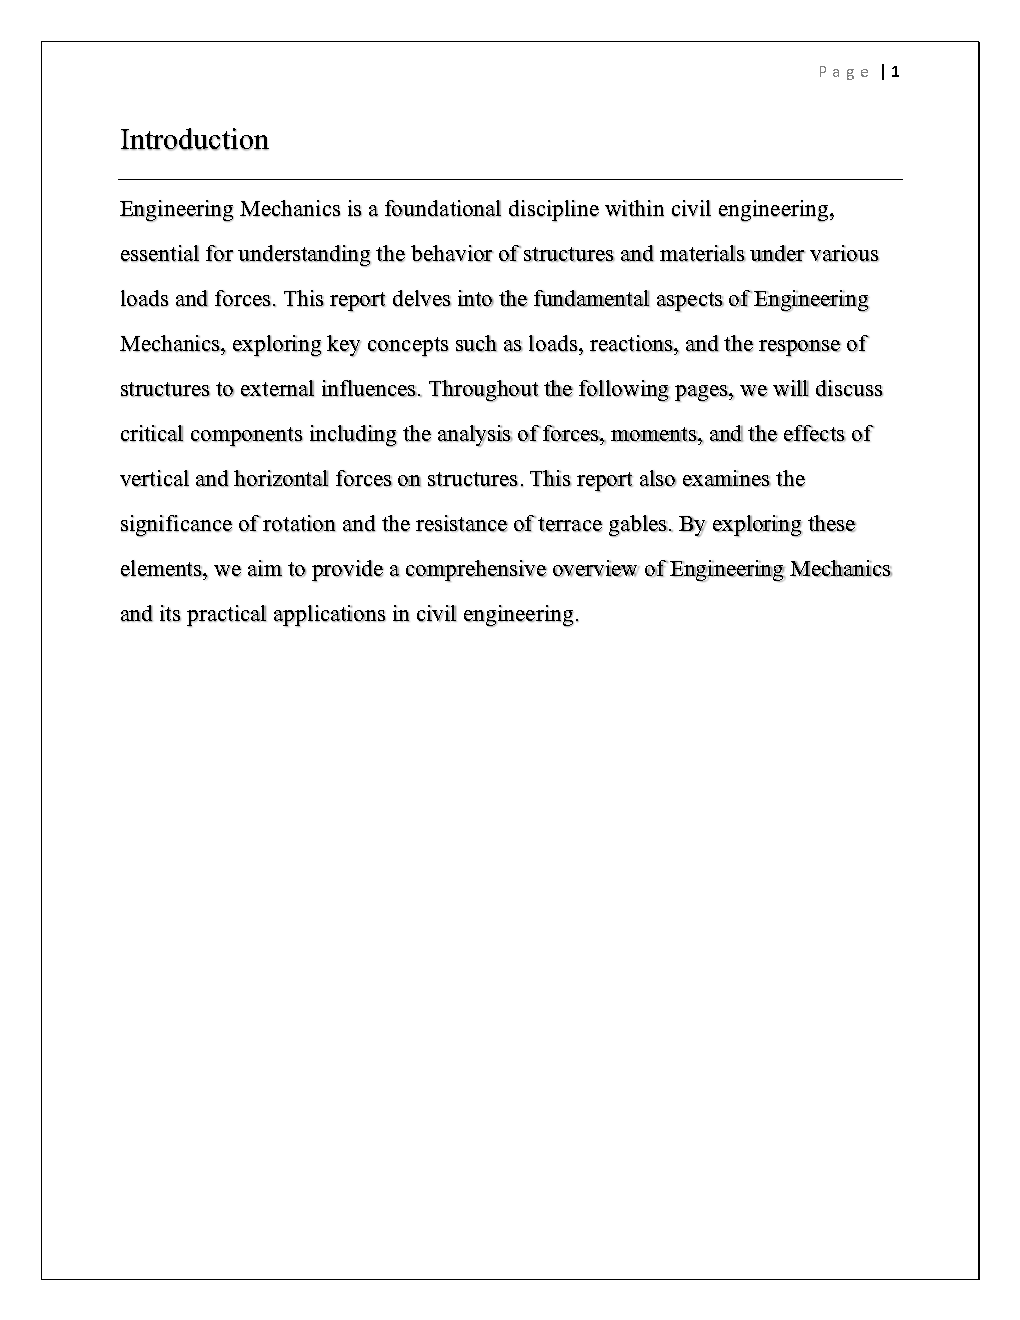 Page | 1
Introduction
Engineering Mechanics is a foundational discipline within civil engineering,
essential for understanding the behavior of structures and materials under various
loads and forces. This report delves into the fundamental aspects of Engineering
Mechanics, exploring key concepts such as loads, reactions, and the response of
structures to external influences. Throughout the following pages, we will discuss
critical components including the analysis of forces, moments, and the effects of
vertical and horizontal forces on structures. This report also examines the
significance of rotation and the resistance of terrace gables. By exploring these
elements, we aim to provide a comprehensive overview of Engineering Mechanics
and its practical applications in civil engineering.